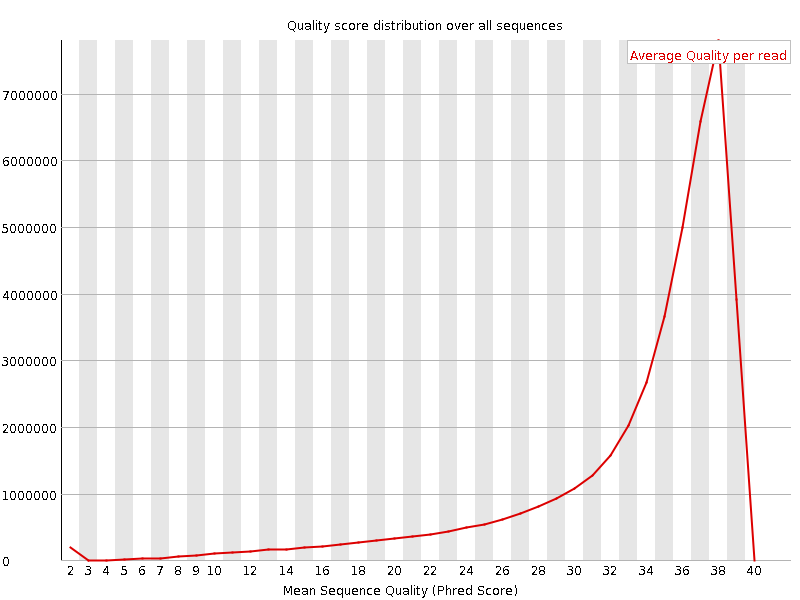 Quality score distribution over all sequences
Average Quality per read
7000000
6000000
5000000
4000000
3000000
2000000
1000000
0
2 3 4 5 6 7 8 9 10 12 14 16 18 20 22 24 26 28 30 32 34 36 38 40
Mean Sequence Quality (Phred Score)